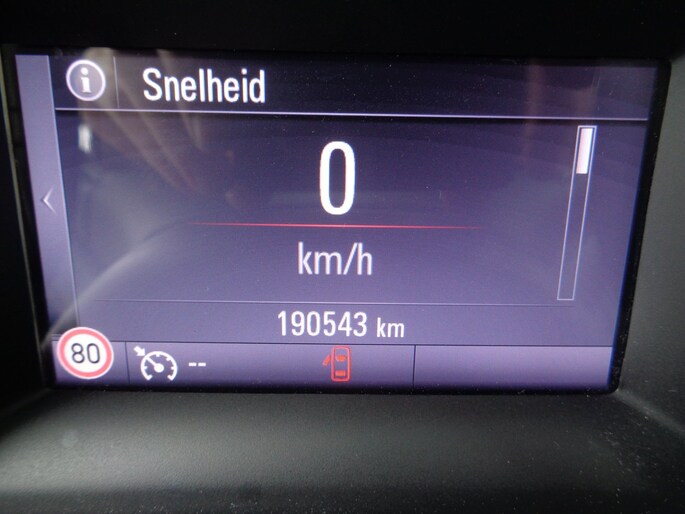 i Snelheid
0
km/h
190543 km
80 --